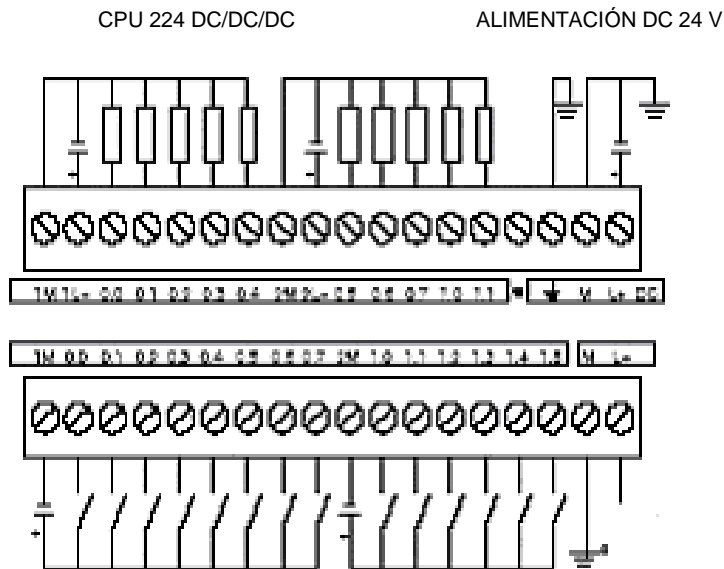 CPU 224 DC/DC/DC
ALIMENTACIÓN DC 24 V
1M 1L+ 0.0 0.1 0.2 0.3 0.4 2M 2L+ 0.5 0.6 0.7 1.0 1.1 M L+ DC
1M 0.0 0.1 0.2 0.3 0.4 0.5 0.6 0.7 2M 1.0 1.1 1.2 1.3 1.4 1.5 M L+